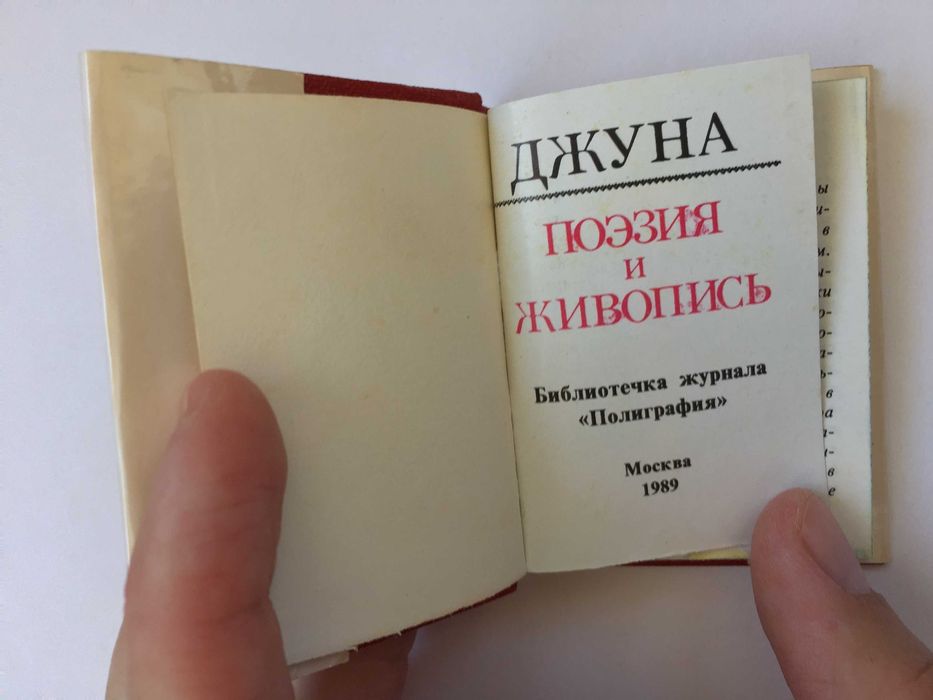 ДЖУНА
ПОЭЗИЯ
И
ЖИВОПИСЬ
Библиотечка журнала
«Полиграфия»
Москва
1989